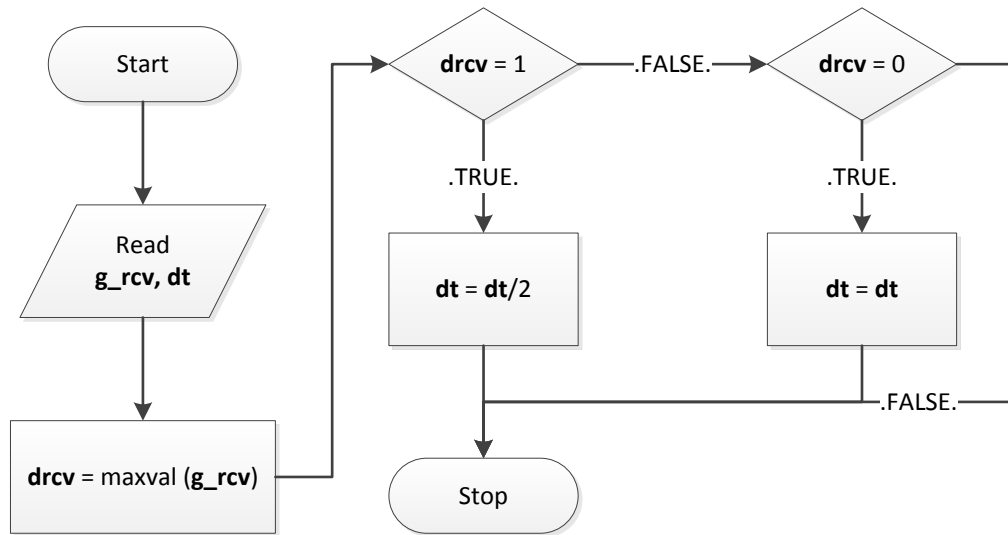 Start
Read
g_rcv, dt
drcv = maxval (g_rcv)
drcv = 1
.FALSE.
drcv = 0
.TRUE.
.TRUE.
dt = dt/2
dt = dt
.FALSE.
Stop